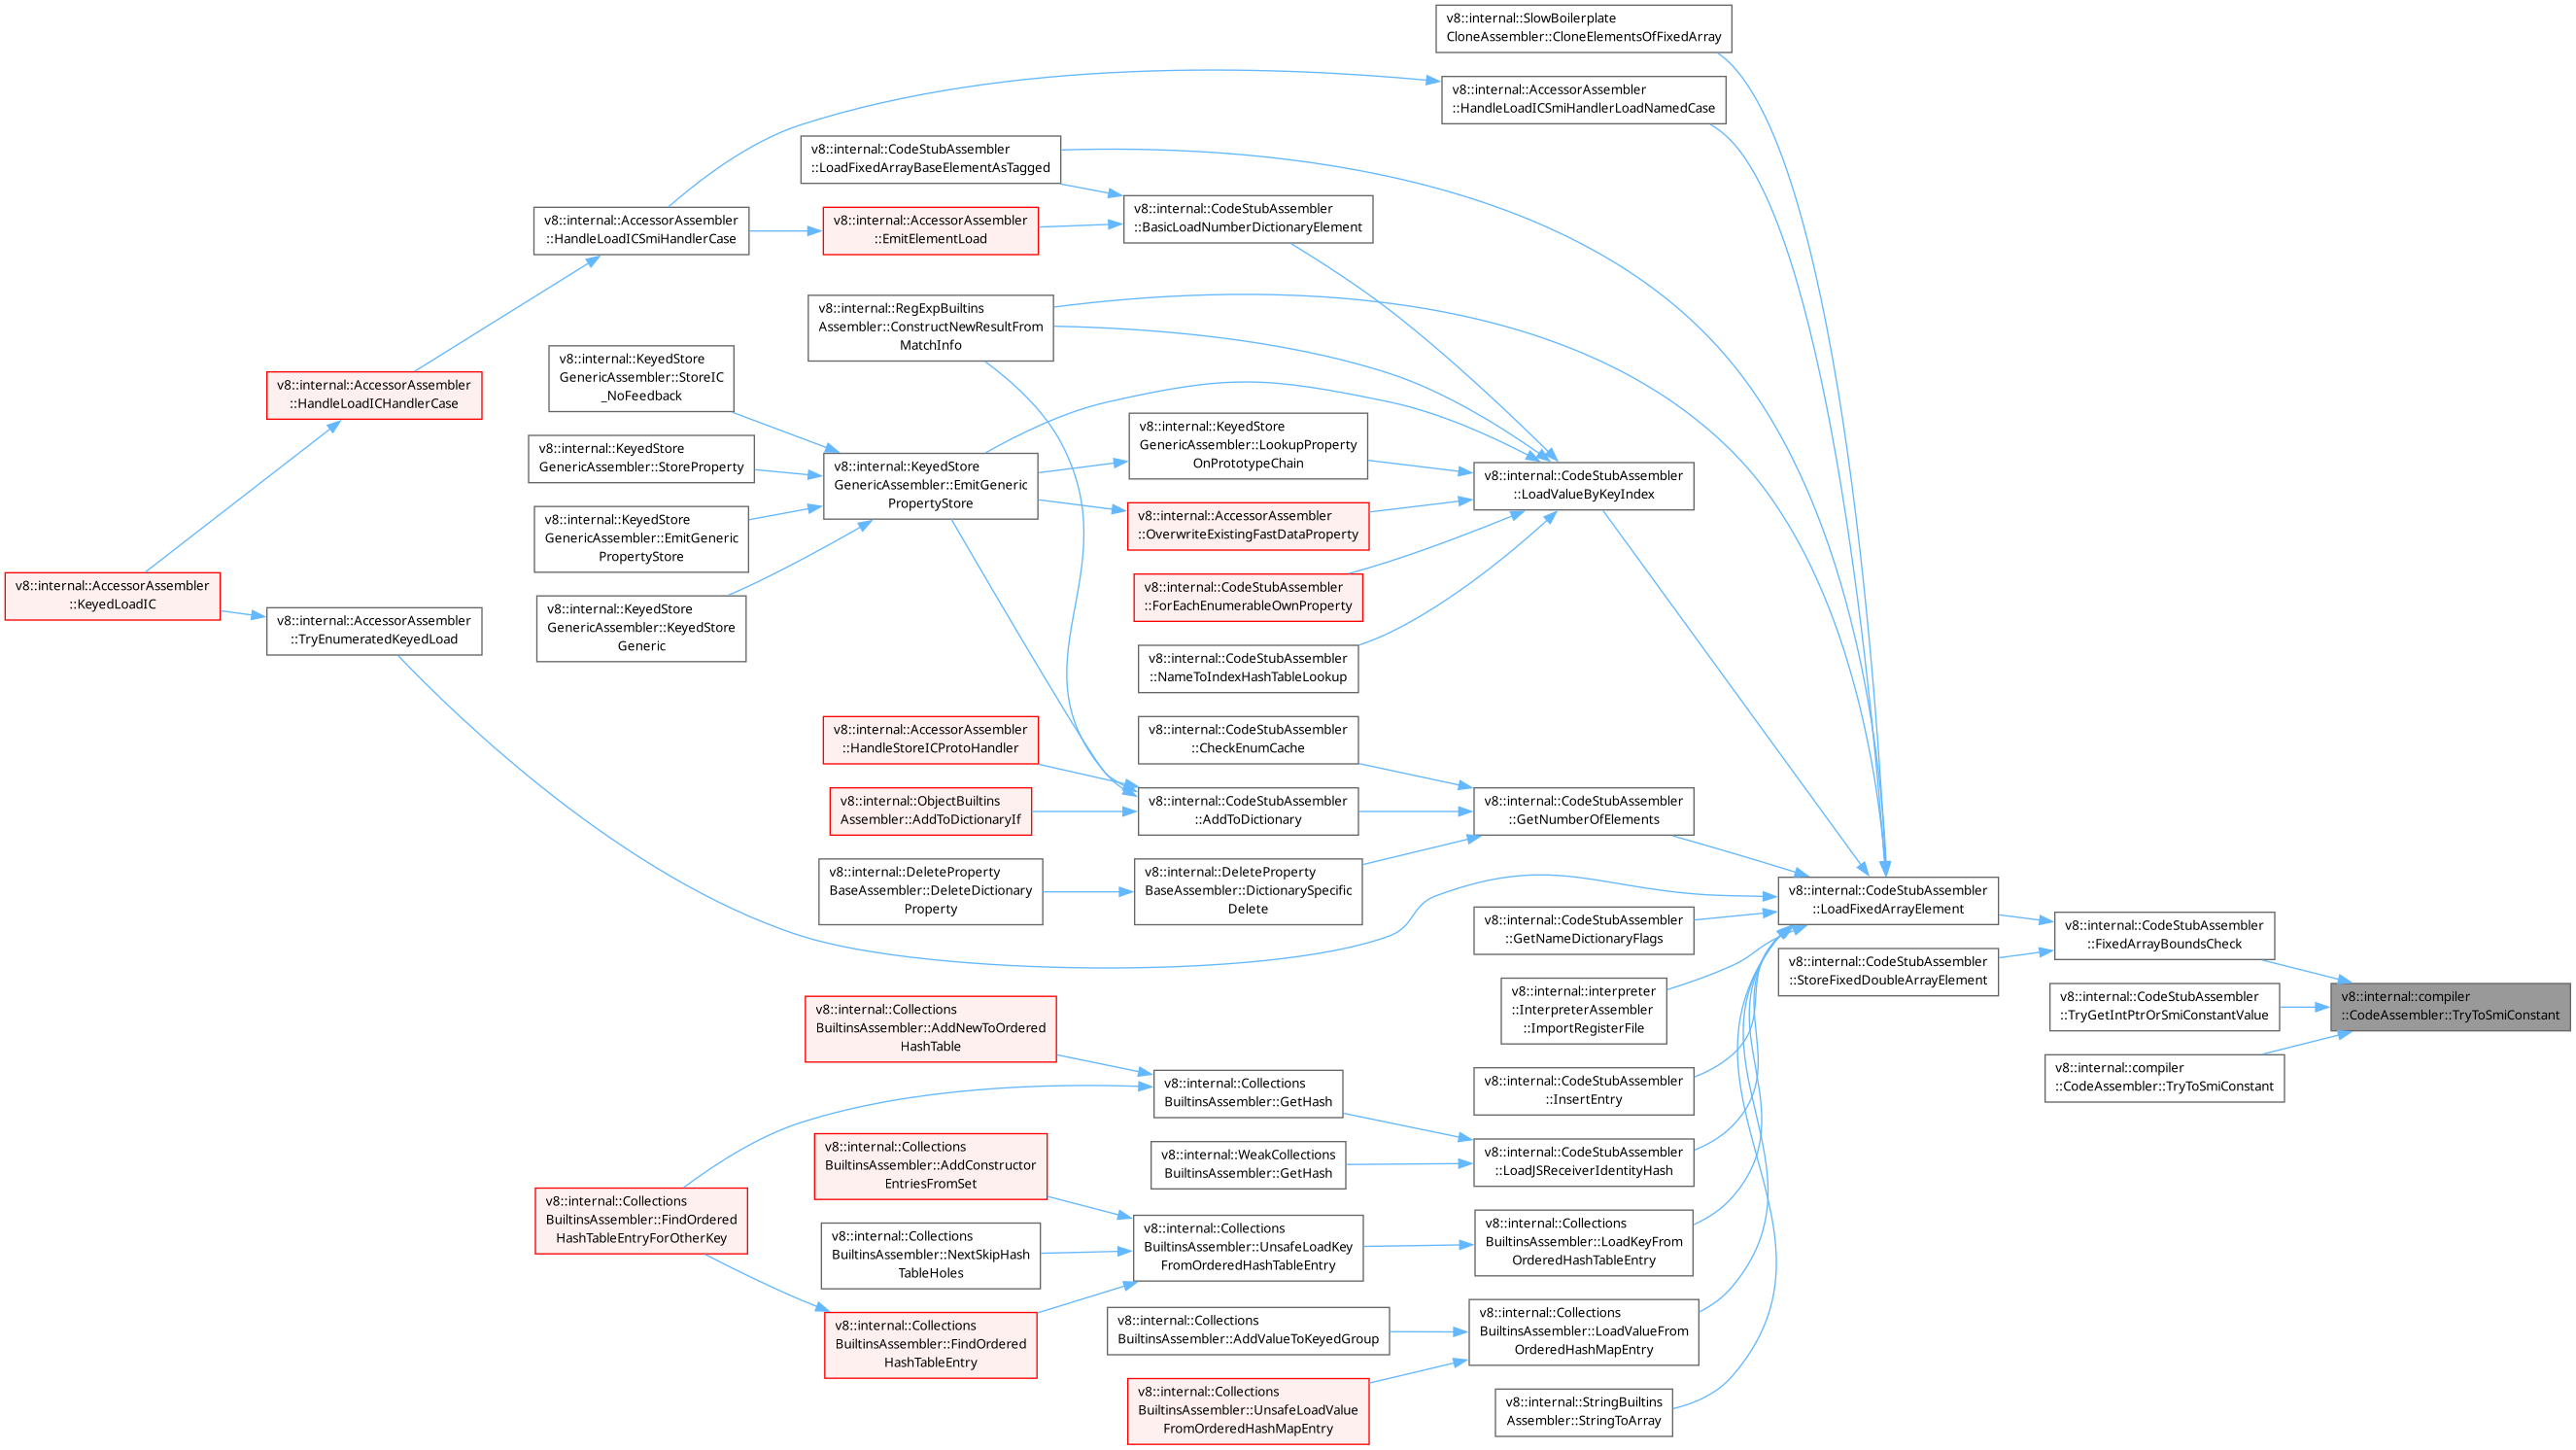 v8::internal::SlowBoilerplate
CloneAssembler::CloneElementsOfFixedArray
v8::internal::AccessorAssembler
::HandleLoadICSmiHandlerLoadNamedCase
v8::internal::CodeStubAssembler
::LoadFixedArrayBaseElementAsTagged
v8::internal::CodeStubAssembler
::BasicLoadNumberDictionaryElement
v8::internal::AccessorAssembler
::HandleLoadICSmiHandlerCase
v8::internal::AccessorAssembler
::EmitElementLoad
v8::internal::RegExpBuiltins
Assembler::ConstructNewResultFrom
MatchInfo
v8::internal::KeyedStore
GenericAssembler::StoreIC
_NoFeedback
v8::internal::AccessorAssembler
::HandleLoadICHandlerCase
v8::internal::KeyedStore
GenericAssembler::LookupProperty
OnPrototypeChain
v8::internal::KeyedStore
GenericAssembler::StoreProperty
v8::internal::KeyedStore
GenericAssembler::EmitGeneric
PropertyStore
v8::internal::CodeStubAssembler
::LoadValueByKeyIndex
v8::internal::AccessorAssembler
::OverwriteExistingFastDataProperty
v8::internal::KeyedStore
GenericAssembler::EmitGeneric
PropertyStore
v8::internal::AccessorAssembler
::KeyedLoadIC
v8::internal::CodeStubAssembler
::ForEachEnumerableOwnProperty
v8::internal::KeyedStore
GenericAssembler::KeyedStore
Generic
v8::internal::AccessorAssembler
::TryEnumeratedKeyedLoad
v8::internal::CodeStubAssembler
::NameToIndexHashTableLookup
v8::internal::AccessorAssembler
::HandleStoreICProtoHandler
v8::internal::CodeStubAssembler
::CheckEnumCache
v8::internal::ObjectBuiltins
Assembler::AddToDictionaryIf
v8::internal::CodeStubAssembler
::AddToDictionary
v8::internal::CodeStubAssembler
::GetNumberOfElements
v8::internal::DeleteProperty
BaseAssembler::DeleteDictionary
Property
v8::internal::DeleteProperty
BaseAssembler::DictionarySpecific
Delete
v8::internal::CodeStubAssembler
::LoadFixedArrayElement
v8::internal::CodeStubAssembler
::GetNameDictionaryFlags
v8::internal::CodeStubAssembler
::FixedArrayBoundsCheck
v8::internal::CodeStubAssembler
::StoreFixedDoubleArrayElement
v8::internal::interpreter
::InterpreterAssembler
::ImportRegisterFile
v8::internal::CodeStubAssembler
::TryGetIntPtrOrSmiConstantValue
v8::internal::compiler
::CodeAssembler::TryToSmiConstant
v8::internal::Collections
BuiltinsAssembler::AddNewToOrdered
HashTable
v8::internal::compiler
::CodeAssembler::TryToSmiConstant
v8::internal::Collections
BuiltinsAssembler::GetHash
v8::internal::CodeStubAssembler
::InsertEntry
v8::internal::Collections
BuiltinsAssembler::AddConstructor
EntriesFromSet
v8::internal::WeakCollections
BuiltinsAssembler::GetHash
v8::internal::CodeStubAssembler
::LoadJSReceiverIdentityHash
v8::internal::Collections
BuiltinsAssembler::FindOrdered
HashTableEntryForOtherKey
v8::internal::Collections
BuiltinsAssembler::NextSkipHash
TableHoles
v8::internal::Collections
BuiltinsAssembler::UnsafeLoadKey
FromOrderedHashTableEntry
v8::internal::Collections
BuiltinsAssembler::LoadKeyFrom
OrderedHashTableEntry
v8::internal::Collections
BuiltinsAssembler::FindOrdered
HashTableEntry
v8::internal::Collections
BuiltinsAssembler::AddValueToKeyedGroup
v8::internal::Collections
BuiltinsAssembler::LoadValueFrom
OrderedHashMapEntry
v8::internal::Collections
BuiltinsAssembler::UnsafeLoadValue
FromOrderedHashMapEntry
v8::internal::StringBuiltins
Assembler::StringToArray